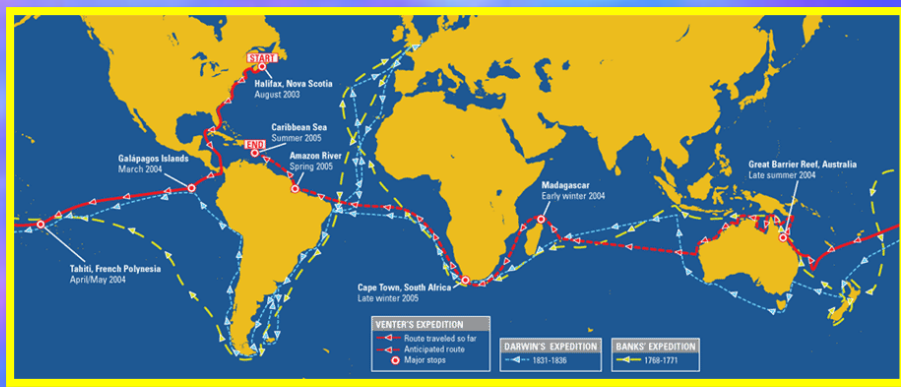 START
Halifax, Nova Scotia
August 2003
Caribbean Sea
Summer 2005
END
Galápagos Islands
March 2004
Amazon River
Spring 2005
Great Barrier Reef, Australia
Late summer 2004
Madagascar
Early winter 2004
Tahiti, French Polynesia
April/May 2004
Cape Town, South Africa
Late winter 2005
VENTER'S EXPEDITION
Route traveled so far
Anticipated route
Major stops
DARWIN'S EXPEDITION
1831-1836
BANKS' EXPEDITION
1768-1771